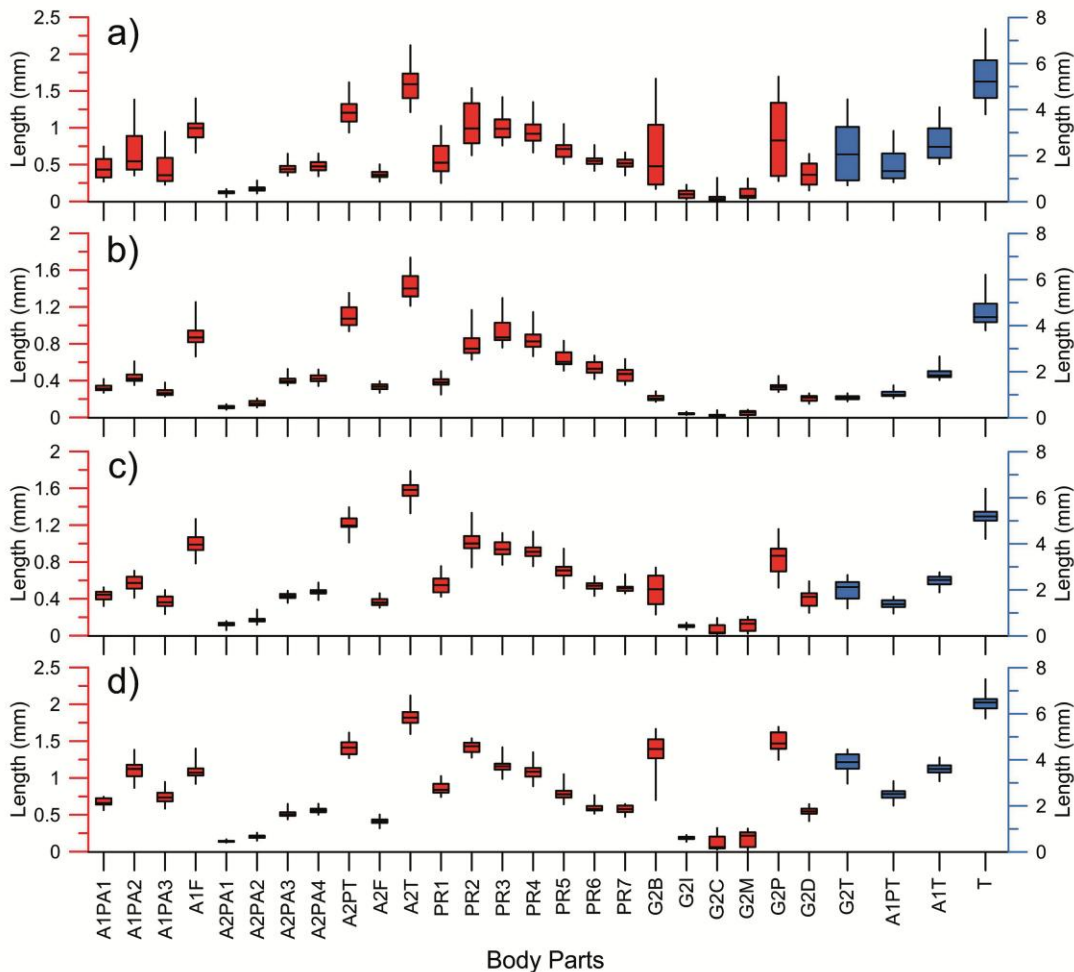 a)
2.5
2
1.5
1
0.5
0
Length (mm)
8
6
4
2
0
Length (mm)
b)
2
1.6
1.2
0.8
0.4
0
Length (mm)
8
6
4
2
0
Length (mm)
c)
2
1.6
1.2
0.8
0.4
0
Length (mm)
8
6
4
2
0
Length (mm)
d)
2.5
2
1.5
1
0.5
0
Length (mm)
8
6
4
2
0
Length (mm)
A1PA1
A1PA2
A1PA3
A1F
A2PA1
A2PA2
A2PA3
A2PA4
A2PT
A2F
A2T
PR1
PR2
PR3
PR4
PR5
PR6
PR7
G2B
G2I
G2C
G2M
G2P
G2D
G2T
A1PT
A1T
T
Body Parts